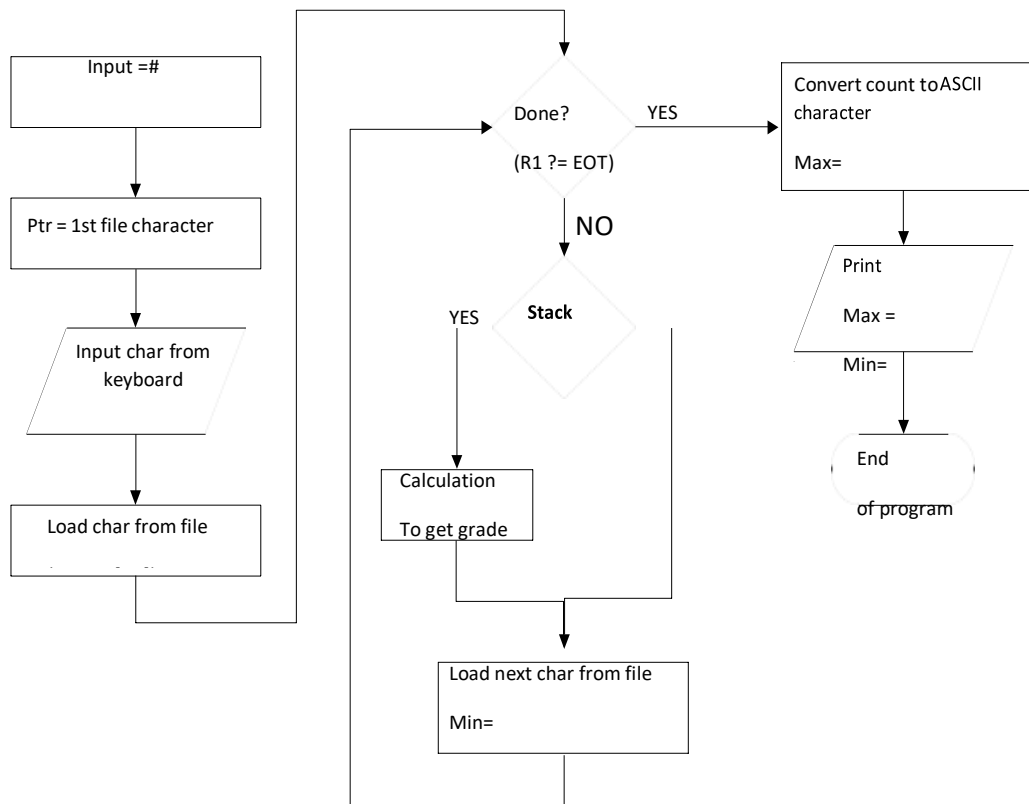 Input =#
Ptr = 1st file character
Input char from
keyboard
Load char from file
Done?
(R1 ?= EOT)
YES
NO
Stack
YES
Calculation
To get grade
Load next char from file
Min=
Convert count to ASCII
character
Max=
Print
Max =
Min=
End
of program